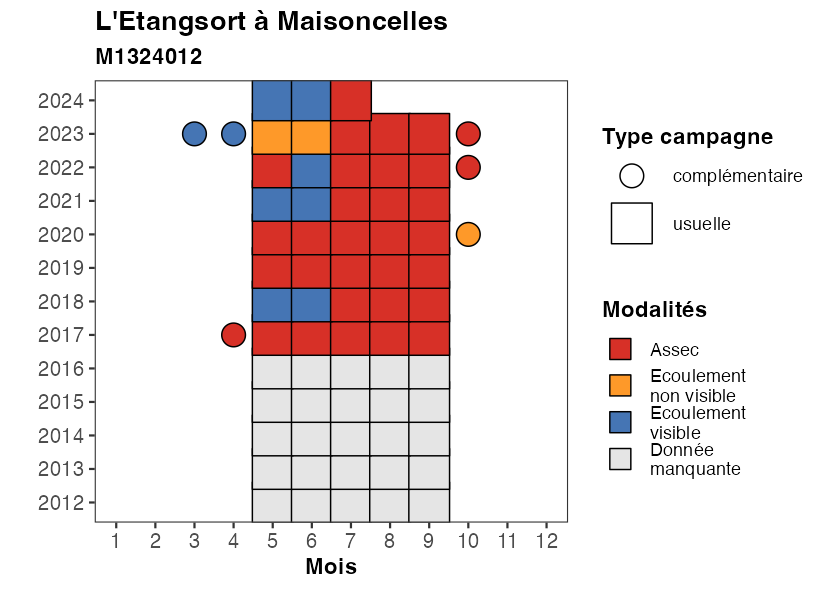 L'Etangsort à Maisoncelles
M1324012
2024
2023
2022
2021
2020
2019
2018
2017
2016
2015
2014
2013
2012
1 2 3 4 5 6 7 8 9 10 11 12
Mois
Type campagne
complémentaire
usuelle
Modalités
Assec
Ecoulement
non visible
Ecoulement
visible
Donnée
manquante